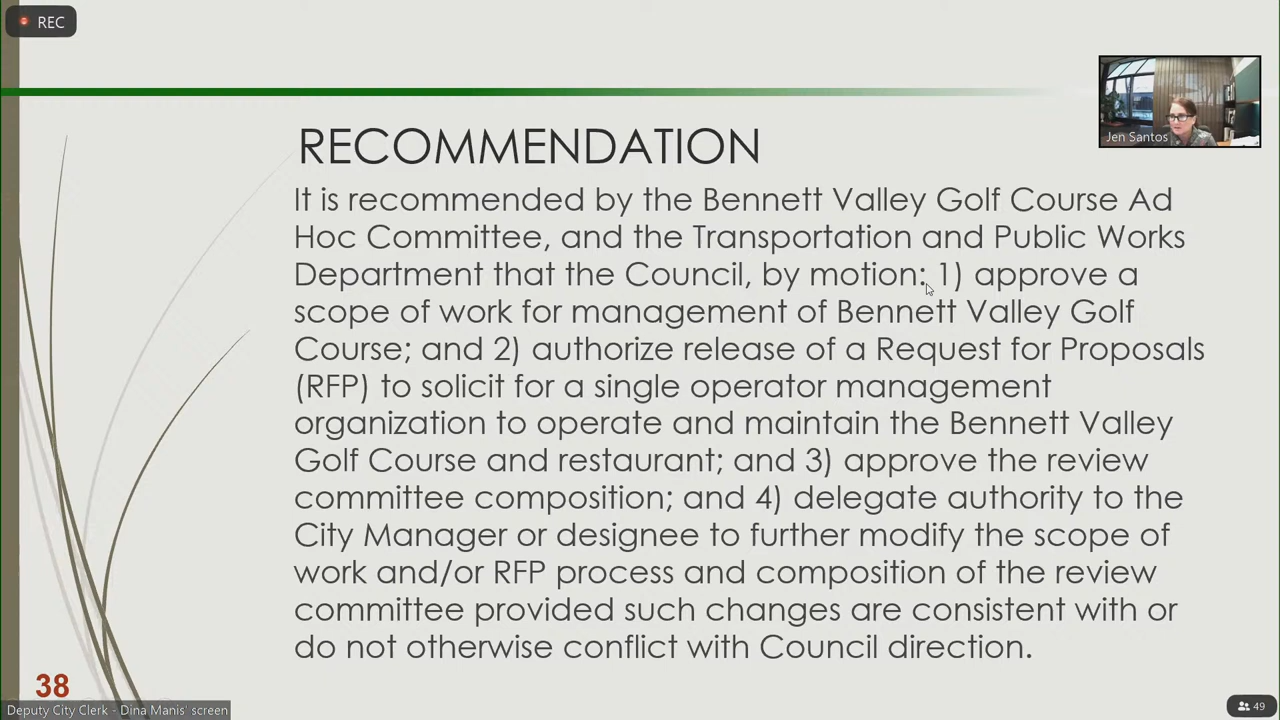 REC
Jen Santos
RECOMMENDATION
It is recommended by the Bennett Valley Golf Course Ad
Hoc Committee, and the Transportation and Public Works
Department that the Council, by motion: 1) approve a
scope of work for management of Bennett Valley Golf
Course; and 2) authorize release of a Request for Proposals
(RFP) to solicit for a single operator management
organization to operate and maintain the Bennett Valley
Golf Course and restaurant; and 3) approve the review
committee composition; and 4) delegate authority to the
City Manager or designee to further modify the scope of
work and/or RFP process and composition of the review
committee provided such changes are consistent with or
do not otherwise conflict with Council direction.
38
Deputy City Clerk - Dina Manis' screen
49